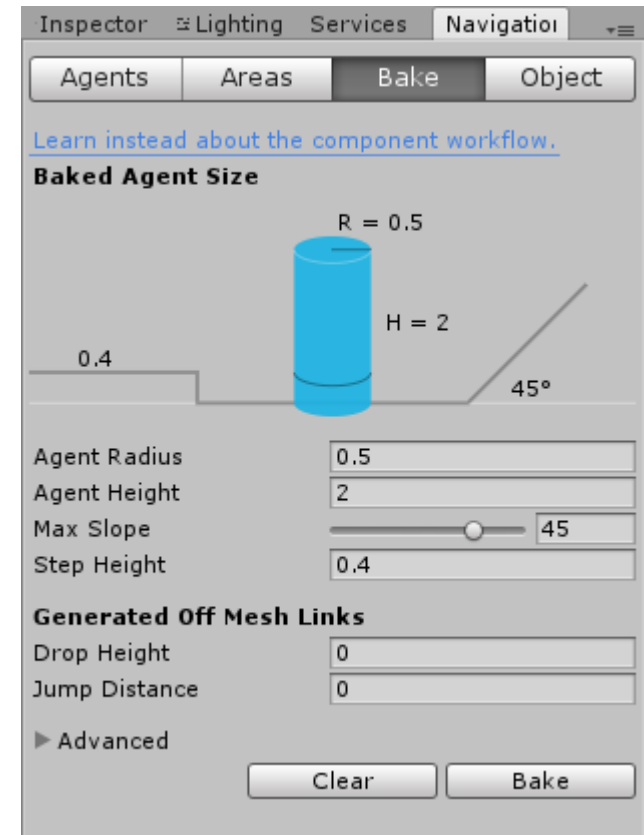 Inspector Lighting Services Navigation
Agents Areas Bake Object
Learn instead about the component workflow.
Baked Agent Size
R = 0.5
H = 2
0.4
45°
Agent Radius 0.5
Agent Height 2
Max Slope 45
Step Height 0.4
Generated Off Mesh Links
Drop Height 0
Jump Distance 0
Advanced
Clear Bake